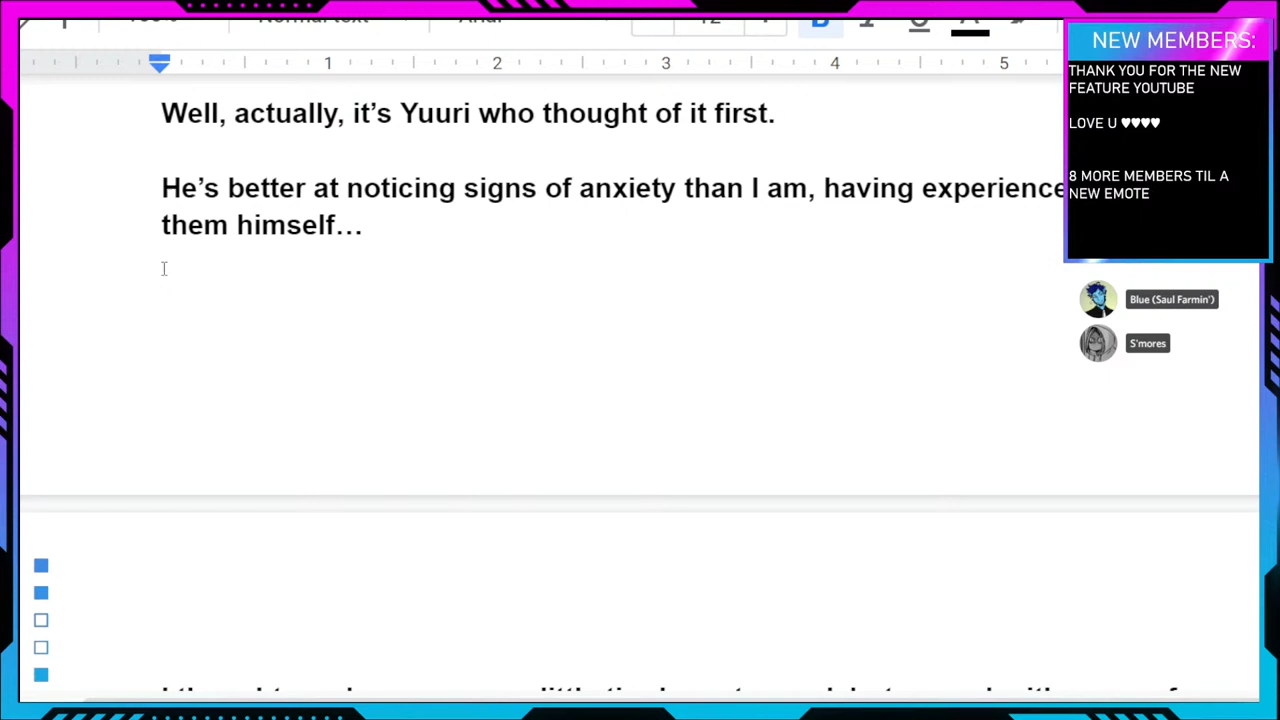 1 2 3 4 5
NEW MEMBERS:
THANK YOU FOR THE NEW
FEATURE YOUTUBE
LOVE U ♥♥♥♥
8 MORE MEMBERS TIL A
NEW EMOTE
Well, actually, it’s Yuuri who thought of it first.
He’s better at noticing signs of anxiety than I am, having experience
them himself…
Blue (Saul Farmin')
S'mores